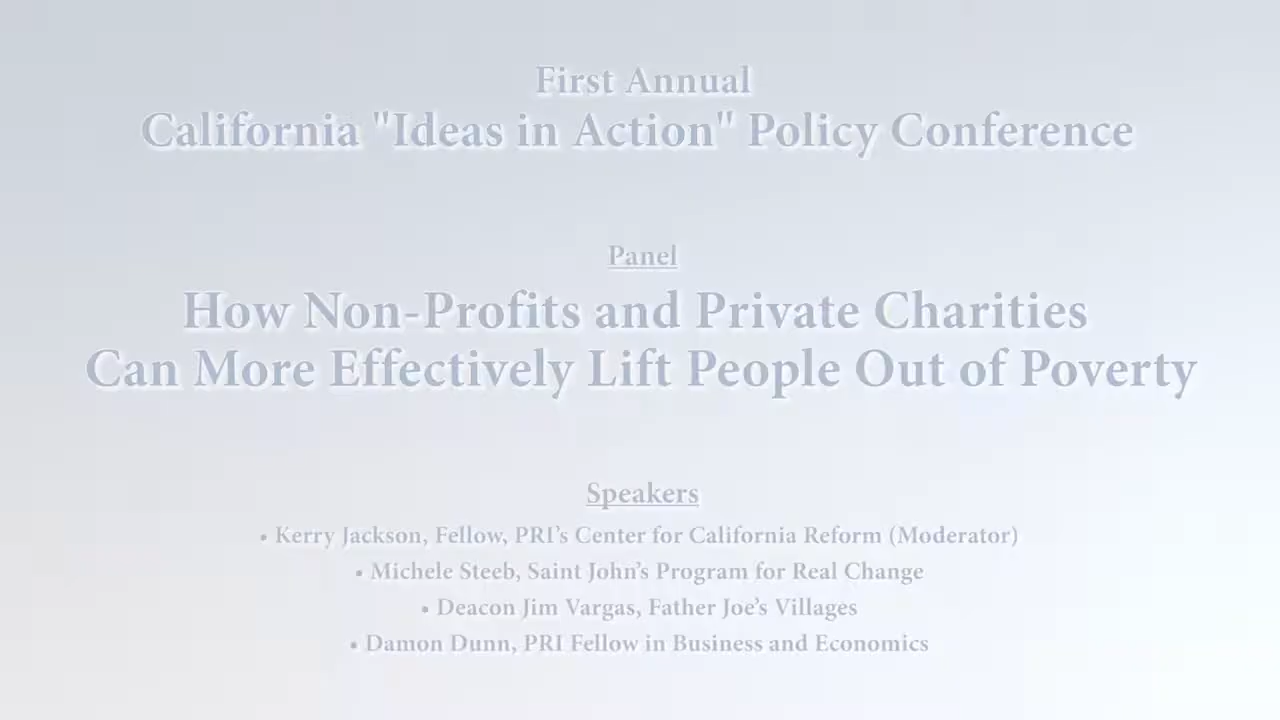 First Annual
California "Ideas in Action" Policy Conference
Panel
How Non-Profits and Private Charities
Can More Effectively Lift People Out of Poverty
Speakers
• Kerry Jackson, Fellow, PRI’s Center for California Reform (Moderator)
• Michele Steeb, Saint John’s Program for Real Change
• Deacon Jim Vargas, Father Joe’s Villages
• Damon Dunn, PRI Fellow in Business and Economics